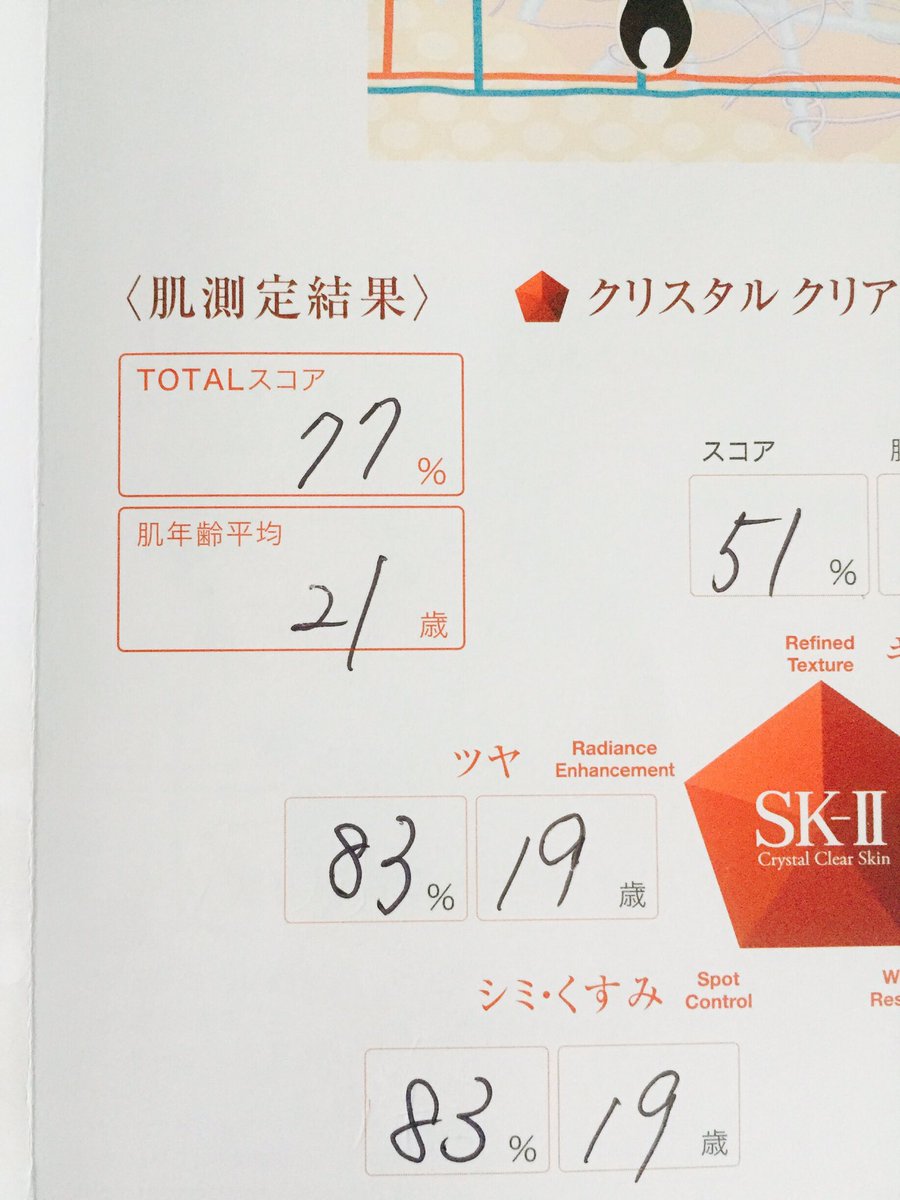 〈肌測定結果〉
クリスタル クリア
TOTALスコア
77 %
肌年齢平均
21 歳
スコア
51 %
Refined
Texture
ツヤ
Radiance
Enhancement
83 % 19 歳
SK-II
Crystal Clear Skin
シミ・くすみ
Spot
Control
83 % 19 歳